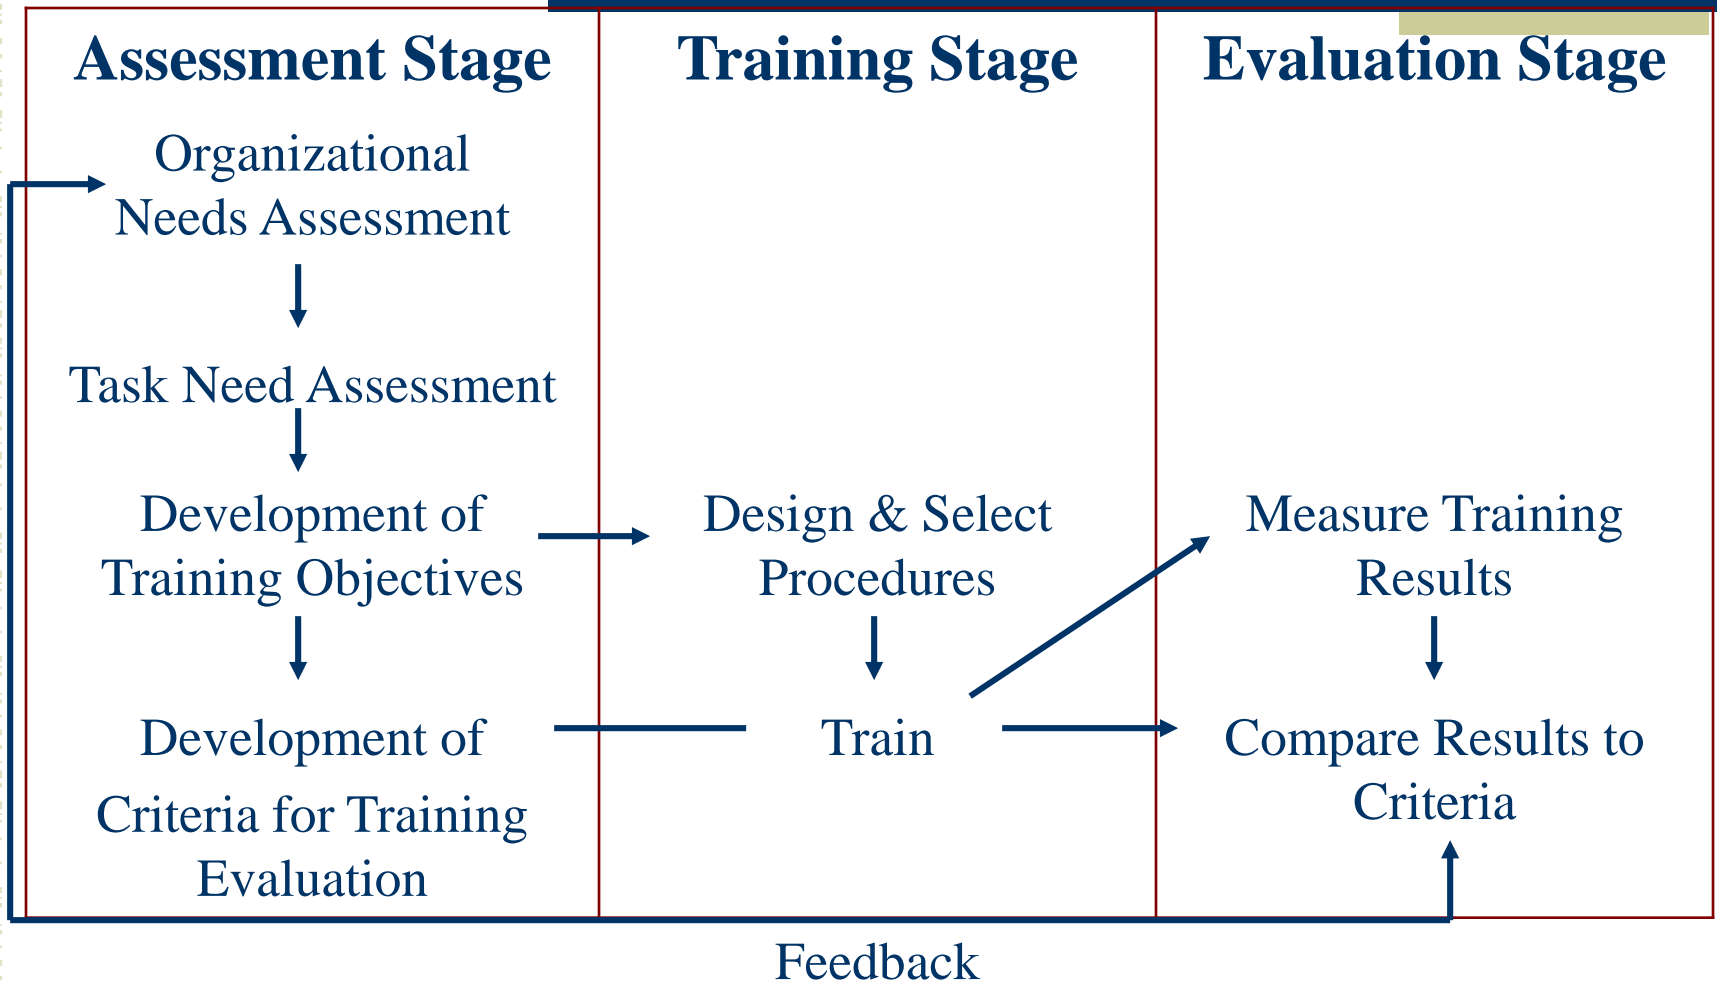 Assessment Stage
Organizational
Needs Assessment
Task Need Assessment
Development of
Training Objectives
Development of
Criteria for Training
Evaluation
Training Stage
Design & Select
Procedures
Train
Evaluation Stage
Measure Training
Results
Compare Results to
Criteria
Feedback